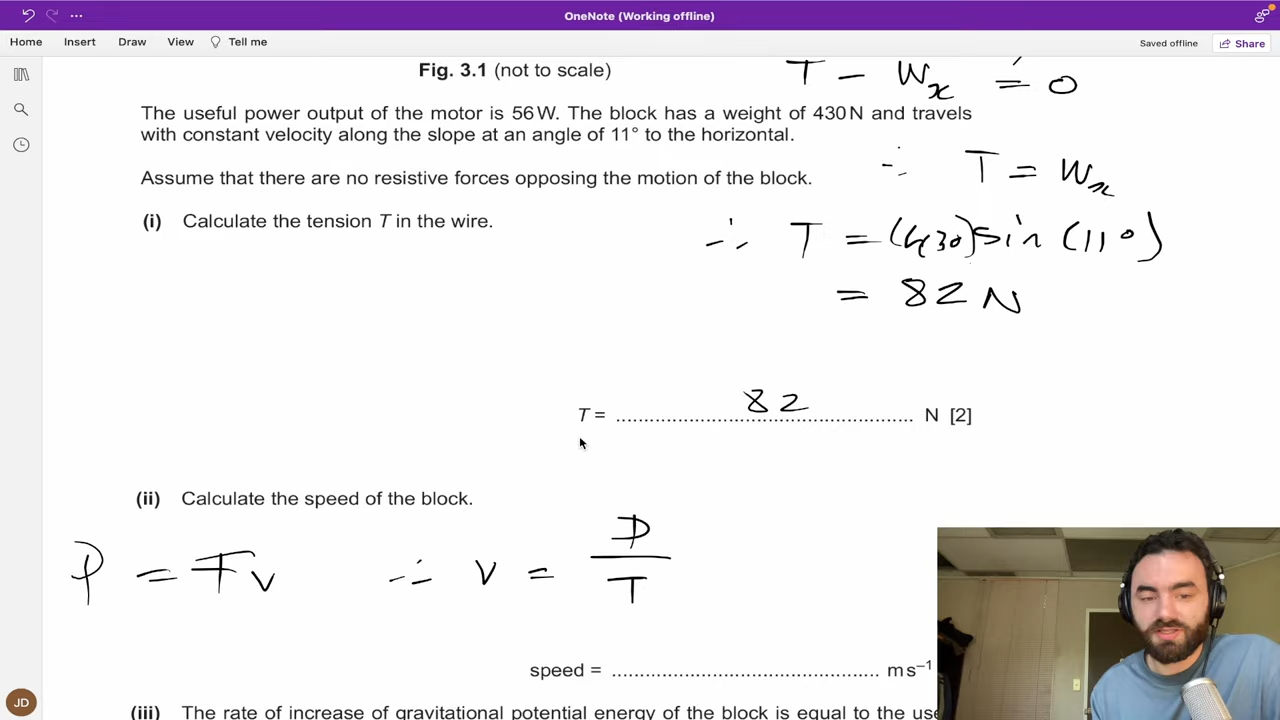 OneNote (Working offline)
Home Insert Draw View Tell me
Saved offline Share
Fig. 3.1 (not to scale)
T - Wx = 0
The useful power output of the motor is 56 W. The block has a weight of 430 N and travels
with constant velocity along the slope at an angle of 11° to the horizontal.
∴ T = Wx
Assume that there are no resistive forces opposing the motion of the block.
(i) Calculate the tension T in the wire.
∴ T = (430) sin (11°)
= 82 N
T = 82 N [2]
(ii) Calculate the speed of the block.
P = Fv ∴ v = P/T
speed = ................................................ m s⁻¹
(iii) The rate of increase of gravitational potential energy of the block is equal to the use
JD